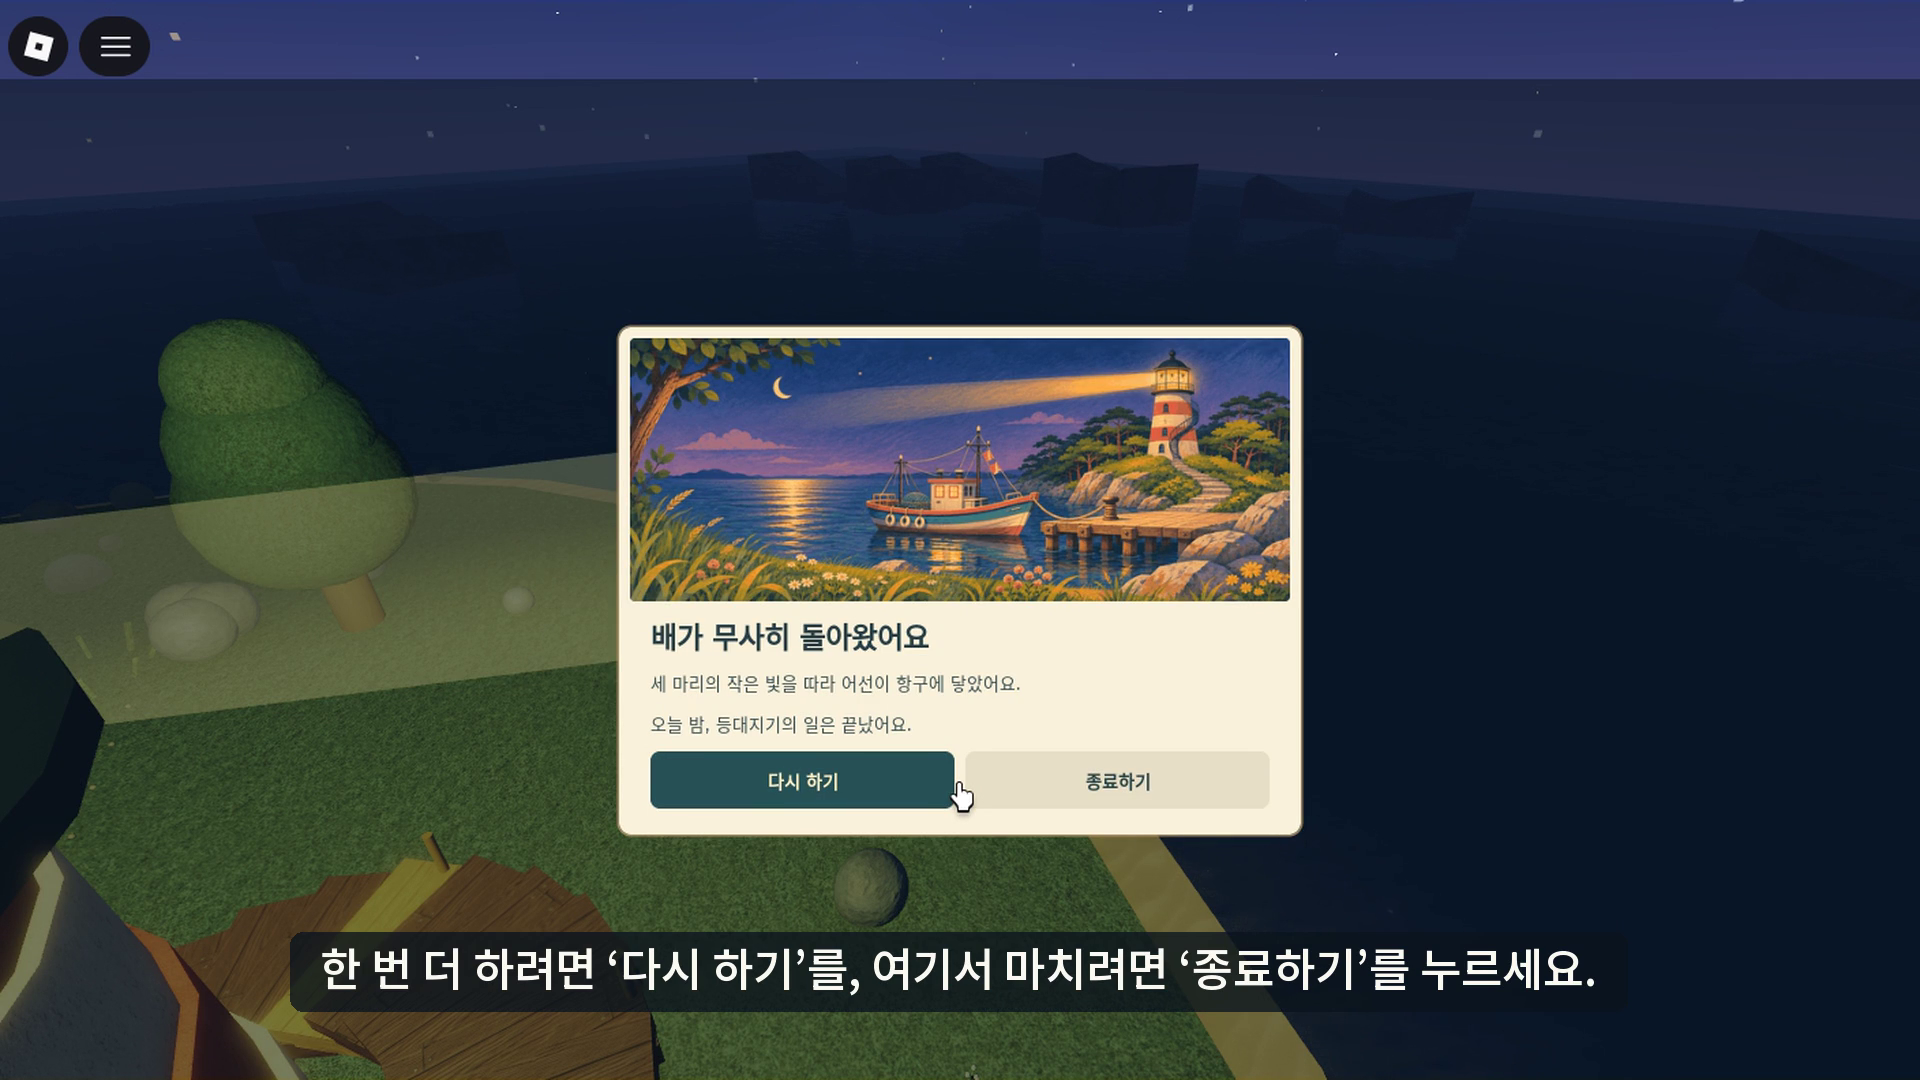 배가 무사히 돌아왔어요
세 마리의 작은 빛을 따라 어선이 항구에 닿았어요.
오늘 밤, 등대지기의 일은 끝났어요.
다시 하기
종료하기
한 번 더 하려면 ‘다시 하기’를, 여기서 마치려면 ‘종료하기’를 누르세요.